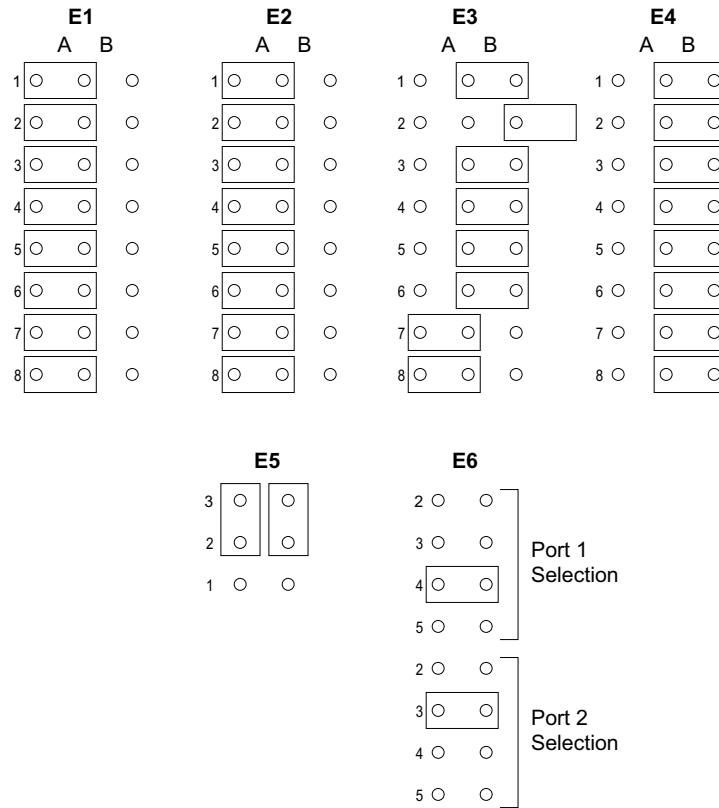 E1 E2 E3 E4
A B A B A B A B
1 1 1 1
2 2 2 2
3 3 3 3
4 4 4 4
5 5 5 5
6 6 6 6
7 7 7 7
8 8 8 8
E5 E6
3 2
2 3
1 4
5
Port 1
Selection
2
3
4
5
Port 2
Selection